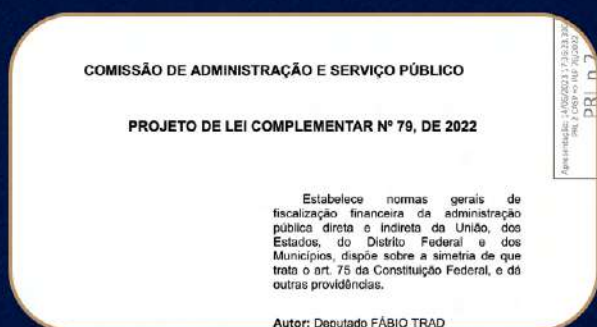 COMISSÃO DE ADMINISTRAÇÃO E SERVIÇO PÚBLICO
PROJETO DE LEI COMPLEMENTAR Nº 79, DE 2022
Estabelece normas gerais de
fiscalização financeira da administração
pública direta e indireta da União, dos
Estados, do Distrito Federal e dos
Municípios, dispõe sobre a simetria de que
trata o art. 75 da Constituição Federal, e dá
outras providências.
Autor: Deputado FÁBIO TRAD
PRL n.2